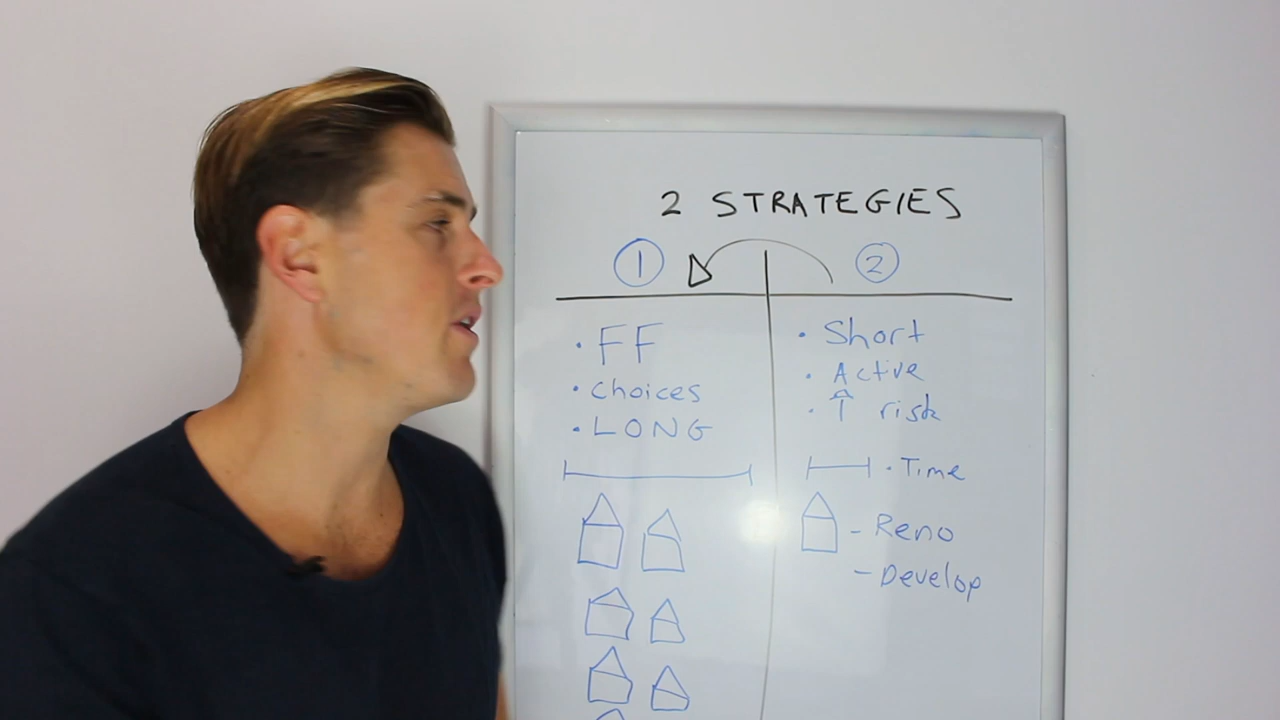 2 STRATEGIES
1
2
• FF
• choices
• LONG
• Short
• Active
• ↑ risk
• Time
- Reno
- Develop